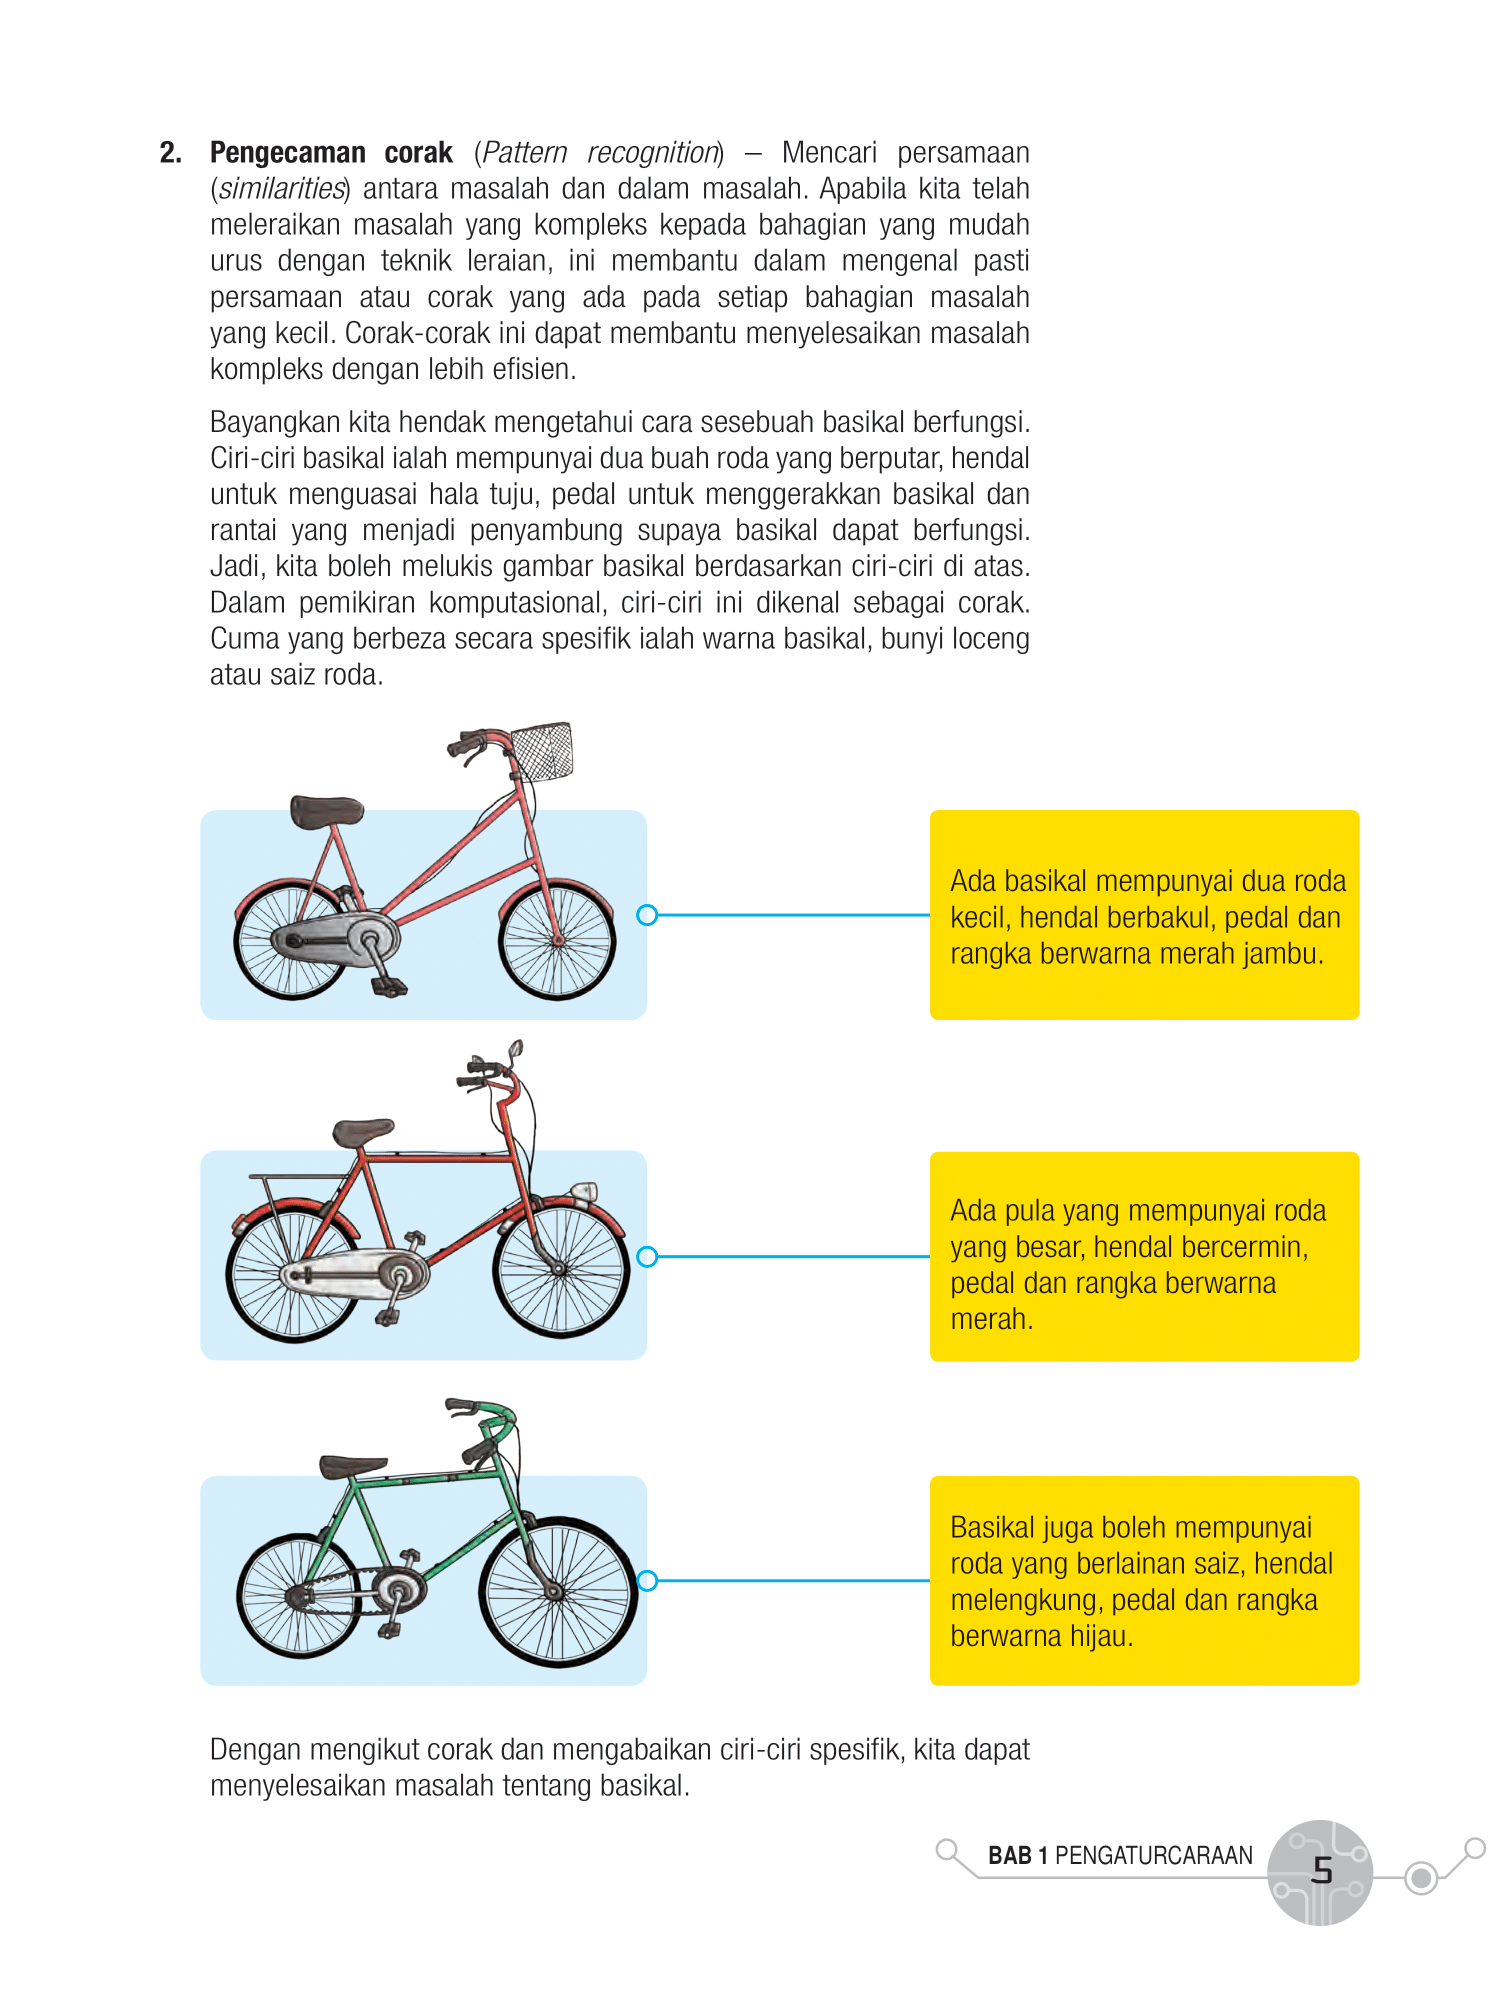 2. Pengecaman corak (Pattern recognition) – Mencari persamaan
(similarities) antara masalah dan dalam masalah. Apabila kita telah
meleraikan masalah yang kompleks kepada bahagian yang mudah
urus dengan teknik leraian, ini membantu dalam mengenal pasti
persamaan atau corak yang ada pada setiap bahagian masalah
yang kecil. Corak-corak ini dapat membantu menyelesaikan masalah
kompleks dengan lebih efisien.
Bayangkan kita hendak mengetahui cara sesebuah basikal berfungsi.
Ciri-ciri basikal ialah mempunyai dua buah roda yang berputar, hendal
untuk menguasai hala tuju, pedal untuk menggerakkan basikal dan
rantai yang menjadi penyambung supaya basikal dapat berfungsi.
Jadi, kita boleh melukis gambar basikal berdasarkan ciri-ciri di atas.
Dalam pemikiran komputasional, ciri-ciri ini dikenal sebagai corak.
Cuma yang berbeza secara spesifik ialah warna basikal, bunyi loceng
atau saiz roda.
Ada basikal mempunyai dua roda
kecil, hendal berbakul, pedal dan
rangka berwarna merah jambu.
Ada pula yang mempunyai roda
yang besar, hendal bercermin,
pedal dan rangka berwarna
merah.
Basikal juga boleh mempunyai
roda yang berlainan saiz, hendal
melengkung, pedal dan rangka
berwarna hijau.
Dengan mengikut corak dan mengabaikan ciri-ciri spesifik, kita dapat
menyelesaikan masalah tentang basikal.
BAB 1 PENGATURCARAAN 5